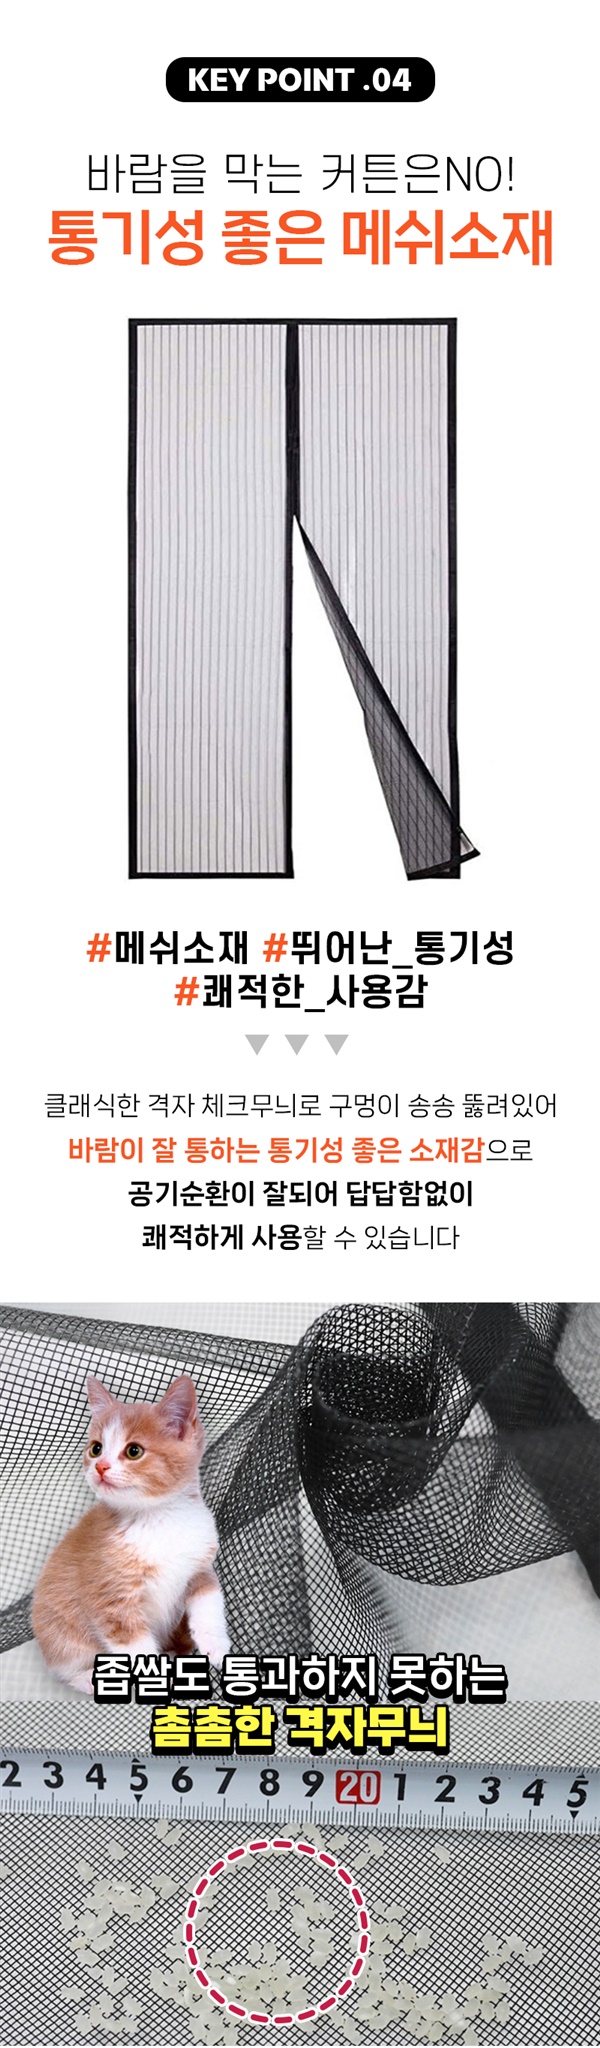 KEY POINT .04
바람을 막는 커튼은NO!
통기성 좋은 메쉬소재
#메쉬소재 #뛰어난_통기성
#쾌적한_사용감
클래식한 격자 체크무늬로 구멍이 송송 뚫려있어
바람이 잘 통하는 통기성 좋은 소재감으로
공기순환이 잘되어 답답함없이
쾌적하게 사용할 수 있습니다
좁쌀도 통과하지 못하는
촘촘한 격자무늬
2 3 4 5 6 7 8 9 20 1 2 3 4 5